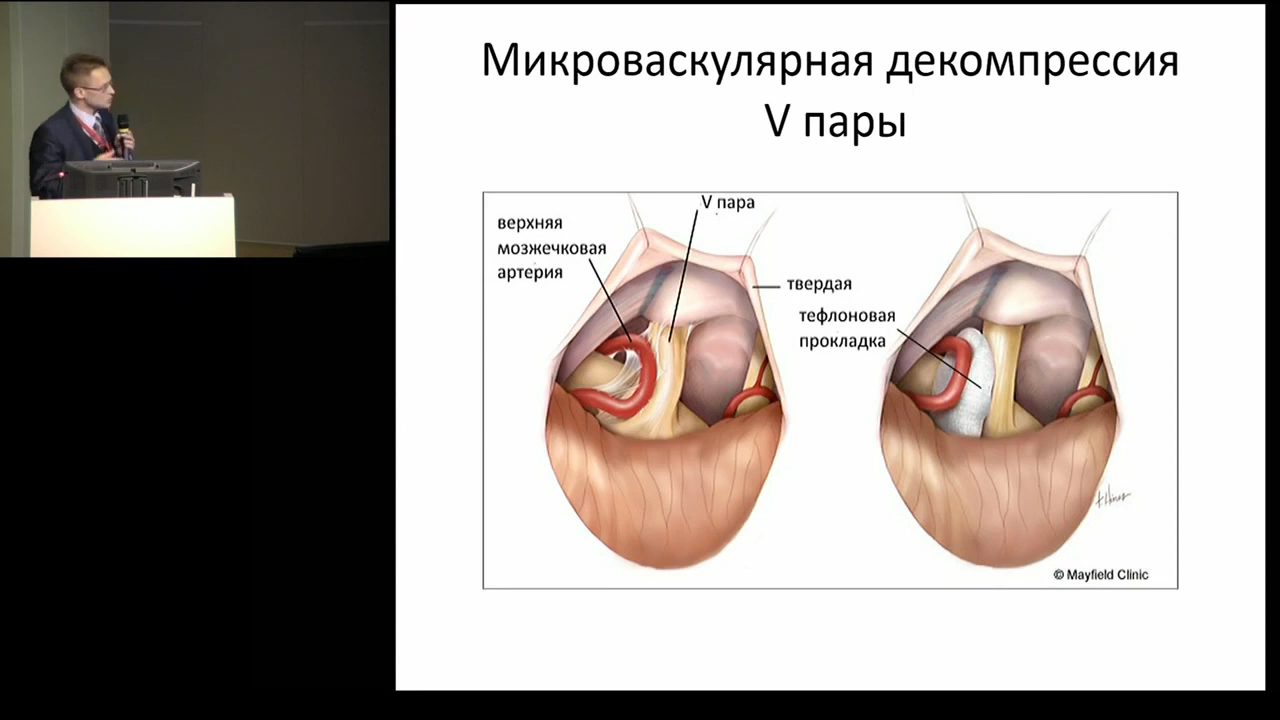 Микроваскулярная декомпрессия
V пары
верхняя
мозжечковая
артерия
V пара
твердая
тефлоновая
прокладка
© Mayfield Clinic